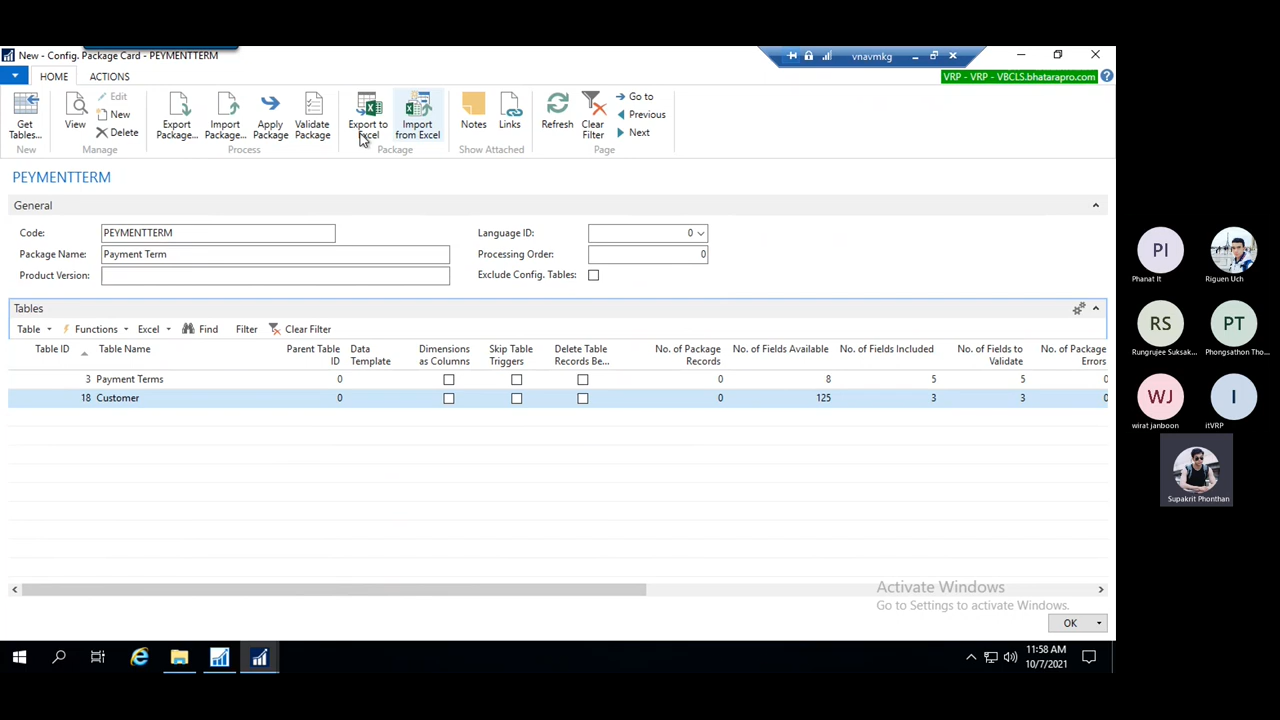 New - Config. Package Card - PEYMENTTERM
vnavmkg
HOME
ACTIONS
VRP - VRP - VBCLS.bhatarapro.com
Get Tables...
New
View
Edit
New
Delete
Manage
Export Package...
Import Package...
Apply Package
Validate Package
Process
Export to Excel
Import from Excel
Package
Notes
Links
Show Attached
Refresh
Clear Filter
Go to
Previous
Next
Page
PEYMENTTERM
General
Code: PEYMENTTERM
Language ID: 0
Package Name: Payment Term
Processing Order: 0
Product Version:
Exclude Config. Tables:
Tables
Table Functions Excel Find Filter Clear Filter
Table ID Table Name Parent Table ID Data Template Dimensions as Columns Skip Table Triggers Delete Table Records Be... No. of Package Records No. of Fields Available No. of Fields Included No. of Fields to Validate No. of Package Errors
3 Payment Terms 0 0 8 5 5 0
18 Customer 0 0 125 3 3 0
Activate Windows
Go to Settings to activate Windows.
OK
11:58 AM
10/7/2021
PI
Phanat It
Riguen Uch
RS
Rungrujee Suksak...
PT
Phongsathon Tho...
WJ
wirat janboon
I
itVRP
Supakrit Phonthan